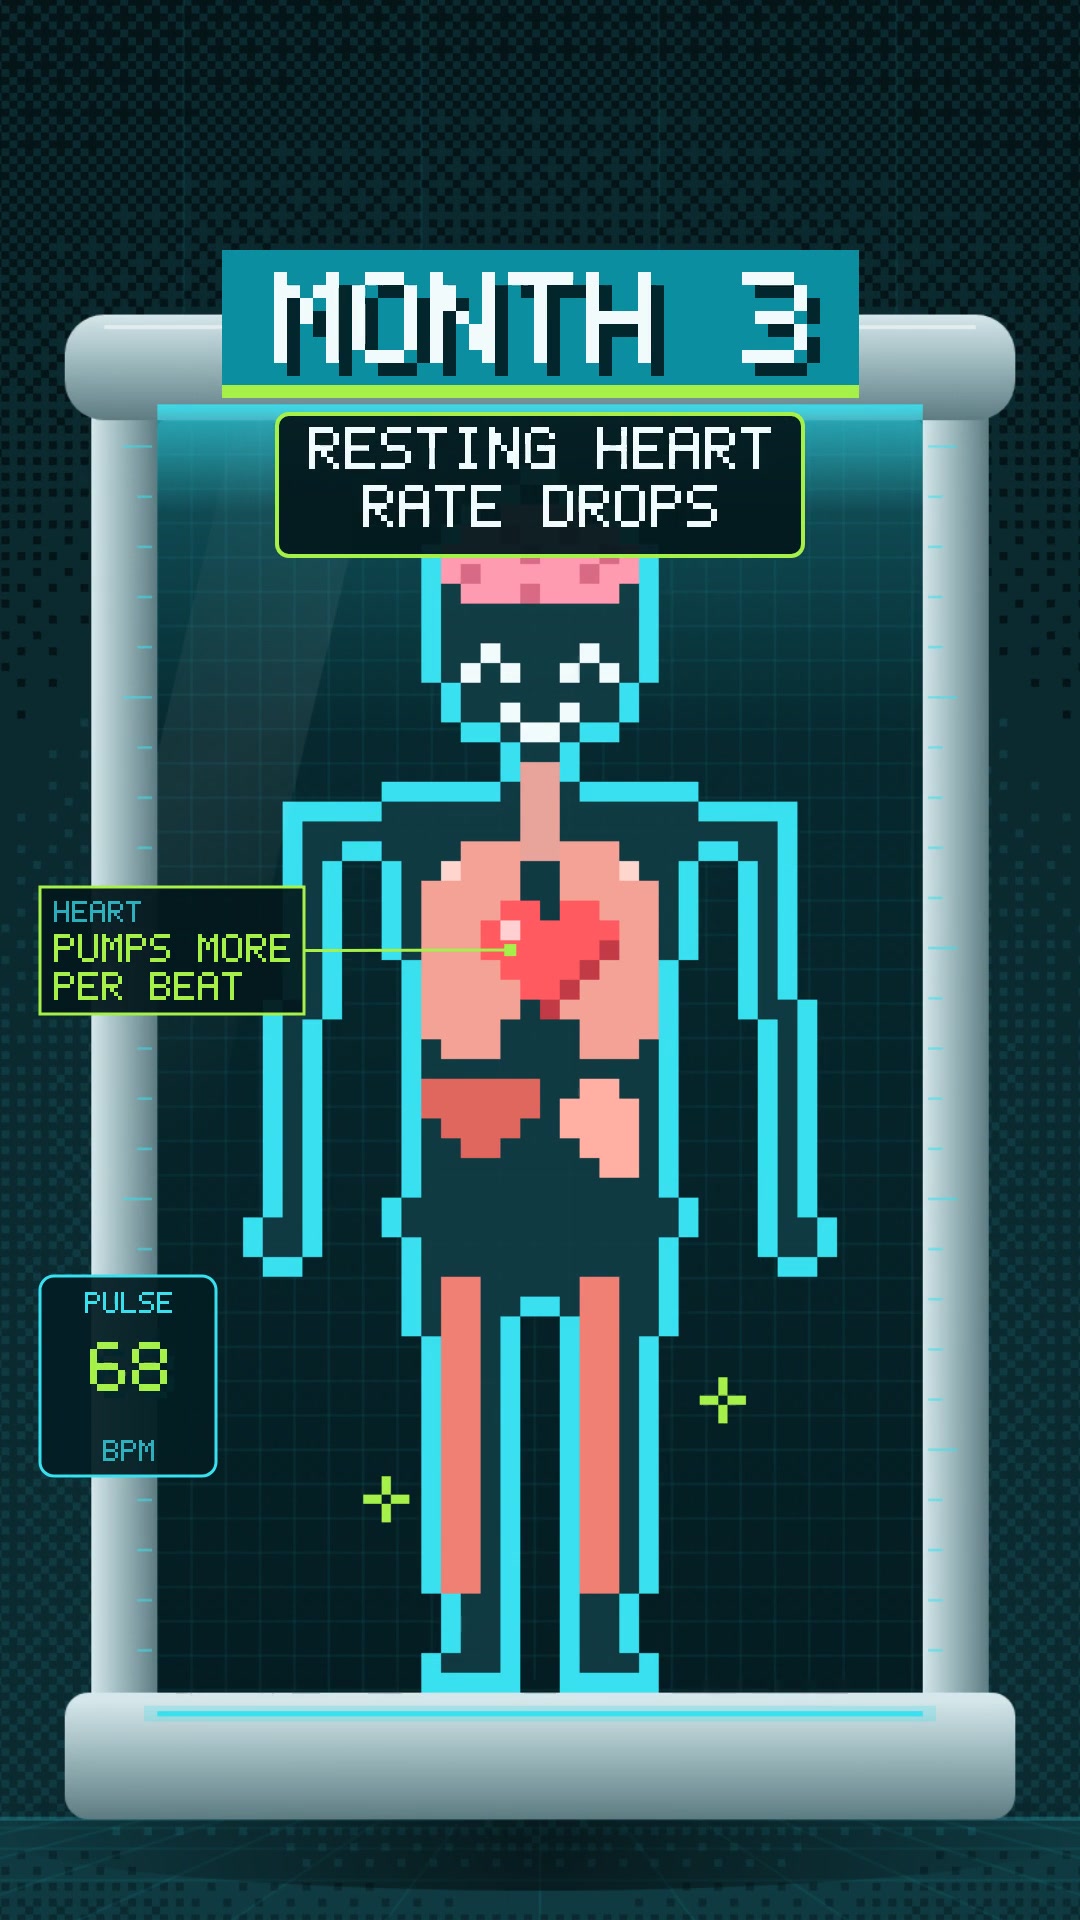 MONTH 3
RESTING HEART
RATE DROPS
HEART
PUMPS MORE
PER BEAT
PULSE
68
BPM